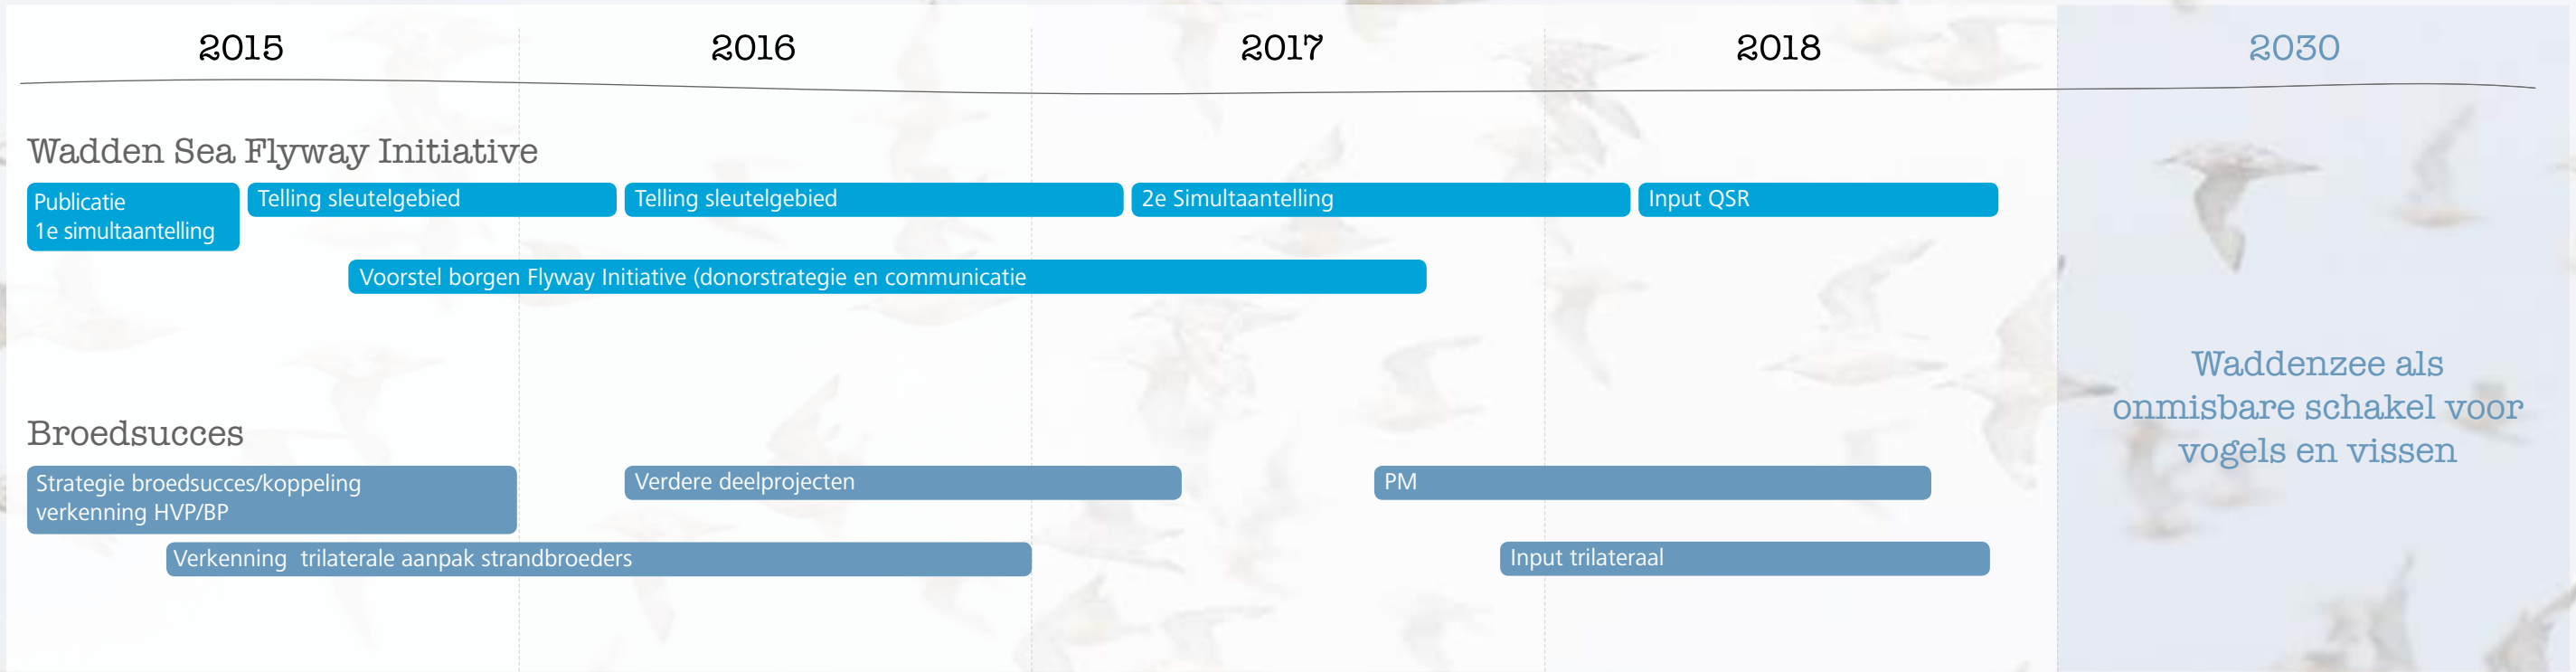 2015 2016 2017 2018 2030
Wadden Sea Flyway Initiative
Publicatie
1e simultaantelling
Telling sleutelgebied
Telling sleutelgebied
2e Simultaantelling
Input QSR
Voorstel borgen Flyway Initiative (donorstrategie en communicatie
Broedsucces
Strategie broedsucces/koppeling
verkenning HVP/BP
Verdere deelprojecten
PM
Verkenning trilaterale aanpak strandbroeders
Input trilateraal
Waddenzee als
onmisbare schakel voor
vogels en vissen